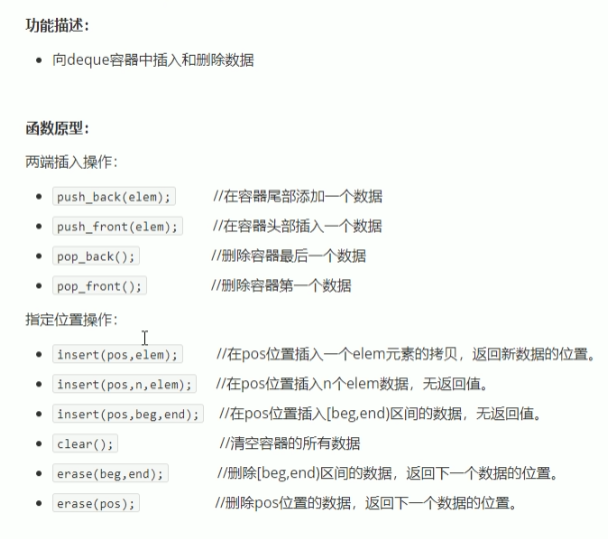 功能描述：
向deque容器中插入和删除数据
函数原型：
两端插入操作：
push_back(elem); //在容器尾部添加一个数据
push_front(elem); //在容器头部插入一个数据
pop_back(); //删除容器最后一个数据
pop_front(); //删除容器第一个数据
指定位置操作：
insert(pos,elem); //在pos位置插入一个elem元素的拷贝，返回新数据的位置。
insert(pos,n,elem); //在pos位置插入n个elem数据，无返回值。
insert(pos,beg,end); //在pos位置插入[beg,end)区间的数据，无返回值。
clear(); //清空容器的所有数据
erase(beg,end); //删除[beg,end)区间的数据，返回下一个数据的位置。
erase(pos); //删除pos位置的数据，返回下一个数据的位置。